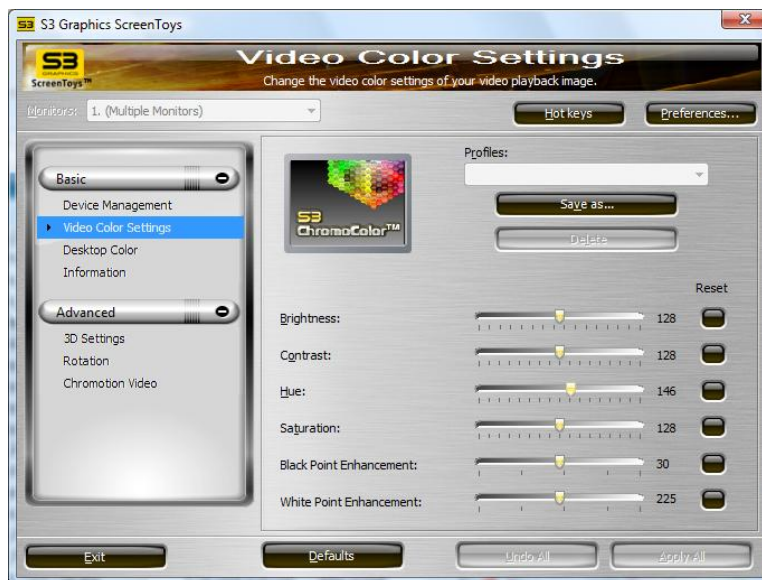 S3 S3 Graphics ScreenToys
S3
GRAPHICS
ScreenToys™
Video Color Settings
Change the video color settings of your video playback image.
Monitors: 1. (Multiple Monitors)
Hot keys
Preferences...
Basic
Device Management
Video Color Settings
Desktop Color
Information
Advanced
3D Settings
Rotation
Chromotion Video
S3
ChromoColor™
Profiles:
Save as...
Delete
Reset
Brightness: 128
Contrast: 128
Hue: 146
Saturation: 128
Black Point Enhancement: 30
White Point Enhancement: 225
Exit
Defaults
Undo All
Apply All